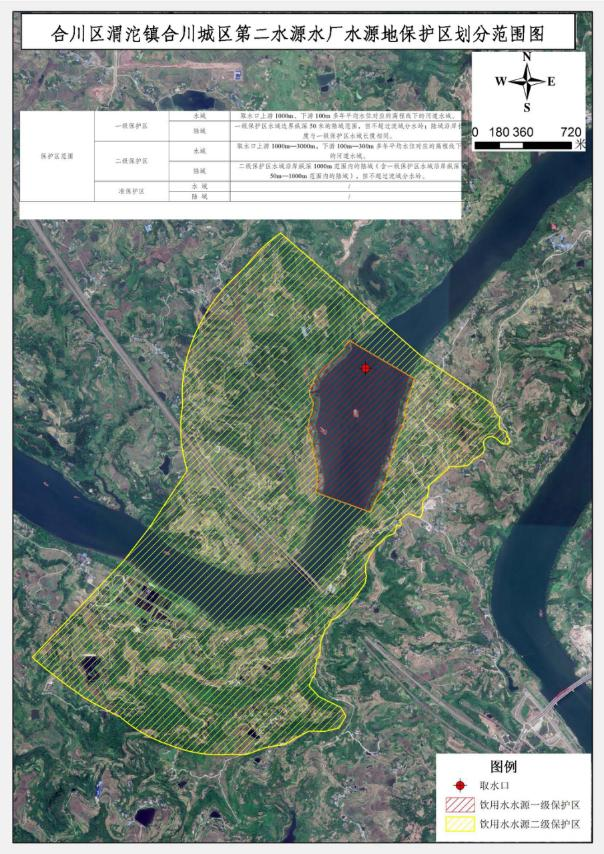 合川区渭沱镇合川城区第二水源水厂水源地保护区划分范围图
N
W E
S
0 180 360 720
米
保护区范围
一级保护区
水域
取水口上游1000m、下游100m多年平均水位对应的高程线下的河道水域。
陆域
一级保护区水域边界纵深50米的陆域范围，但不超过流域分水岭；陆域沿岸长
度与一级保护区水域长度相同。
二级保护区
水域
取水口上游1000m—3000m、下游100m—300m多年平均水位对应的高程线下
的河道水域。
陆域
二级保护区水域沿岸纵深1000m范围内的陆域（含一级保护区水域沿岸纵深
50m—1000m范围内的陆域），但不超过流域分水岭。
准保护区
水 域
/
陆 域
/
图例
取水口
饮用水水源一级保护区
饮用水水源二级保护区